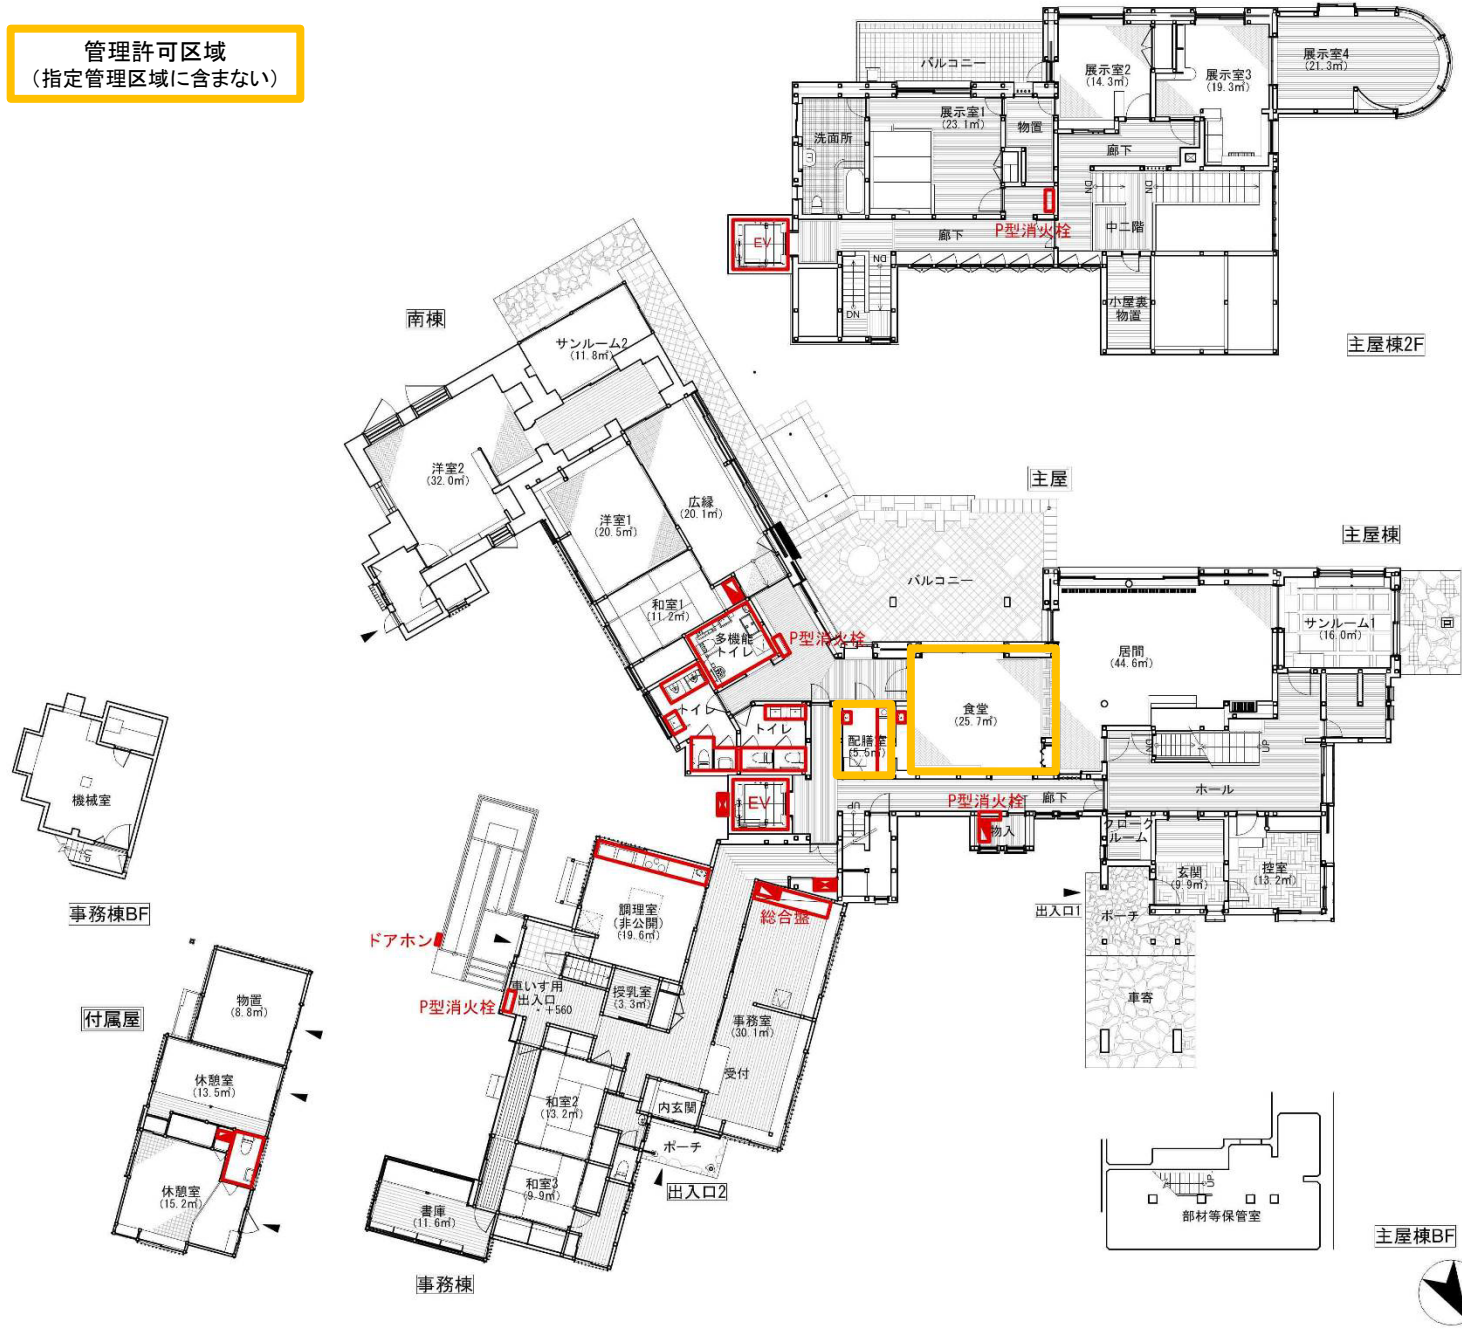 管理許可区域
（指定管理区域に含まない）
バルコニー
展示室2
(14.3㎡)
展示室3
(19.3㎡)
展示室4
(21.3㎡)
展示室1
(23.1㎡)
物置
洗面所
廊下
DN
DN
中二階
P型消火栓
廊下
EV
DN
DN
小屋裏
物置
主屋棟2F
南棟
サンルーム2
(11.8㎡)
洋室2
(32.0㎡)
広縁
(20.1㎡)
洋室1
(20.5㎡)
和室1
(11.2㎡)
多機能
トイレ
P型消火栓
トイレ
トイレ
EV
主屋
バルコニー
主屋棟
サンルーム1
(16.0㎡)
居間
(44.6㎡)
食堂
(25.7㎡)
配膳室
(5.5㎡)
DN
UP
ホール
廊下
P型消火栓
物入
UP
クローク
ルーム
玄関
(9.9㎡)
控室
(13.2㎡)
出入口1
ポーチ
車寄
機械室
UP
事務棟BF
調理室
(非公開)
(19.6㎡)
総合盤
ドアホン
車いす用
出入口
+560
P型消火栓
授乳室
(3.3㎡)
事務室
(30.1㎡)
受付
和室2
(13.2㎡)
内玄関
ポーチ
出入口2
和室3
(9.9㎡)
書庫
(11.6㎡)
事務棟
付属屋
物置
(8.8㎡)
休憩室
(13.5㎡)
休憩室
(15.2㎡)
UP
部材等保管室
主屋棟BF